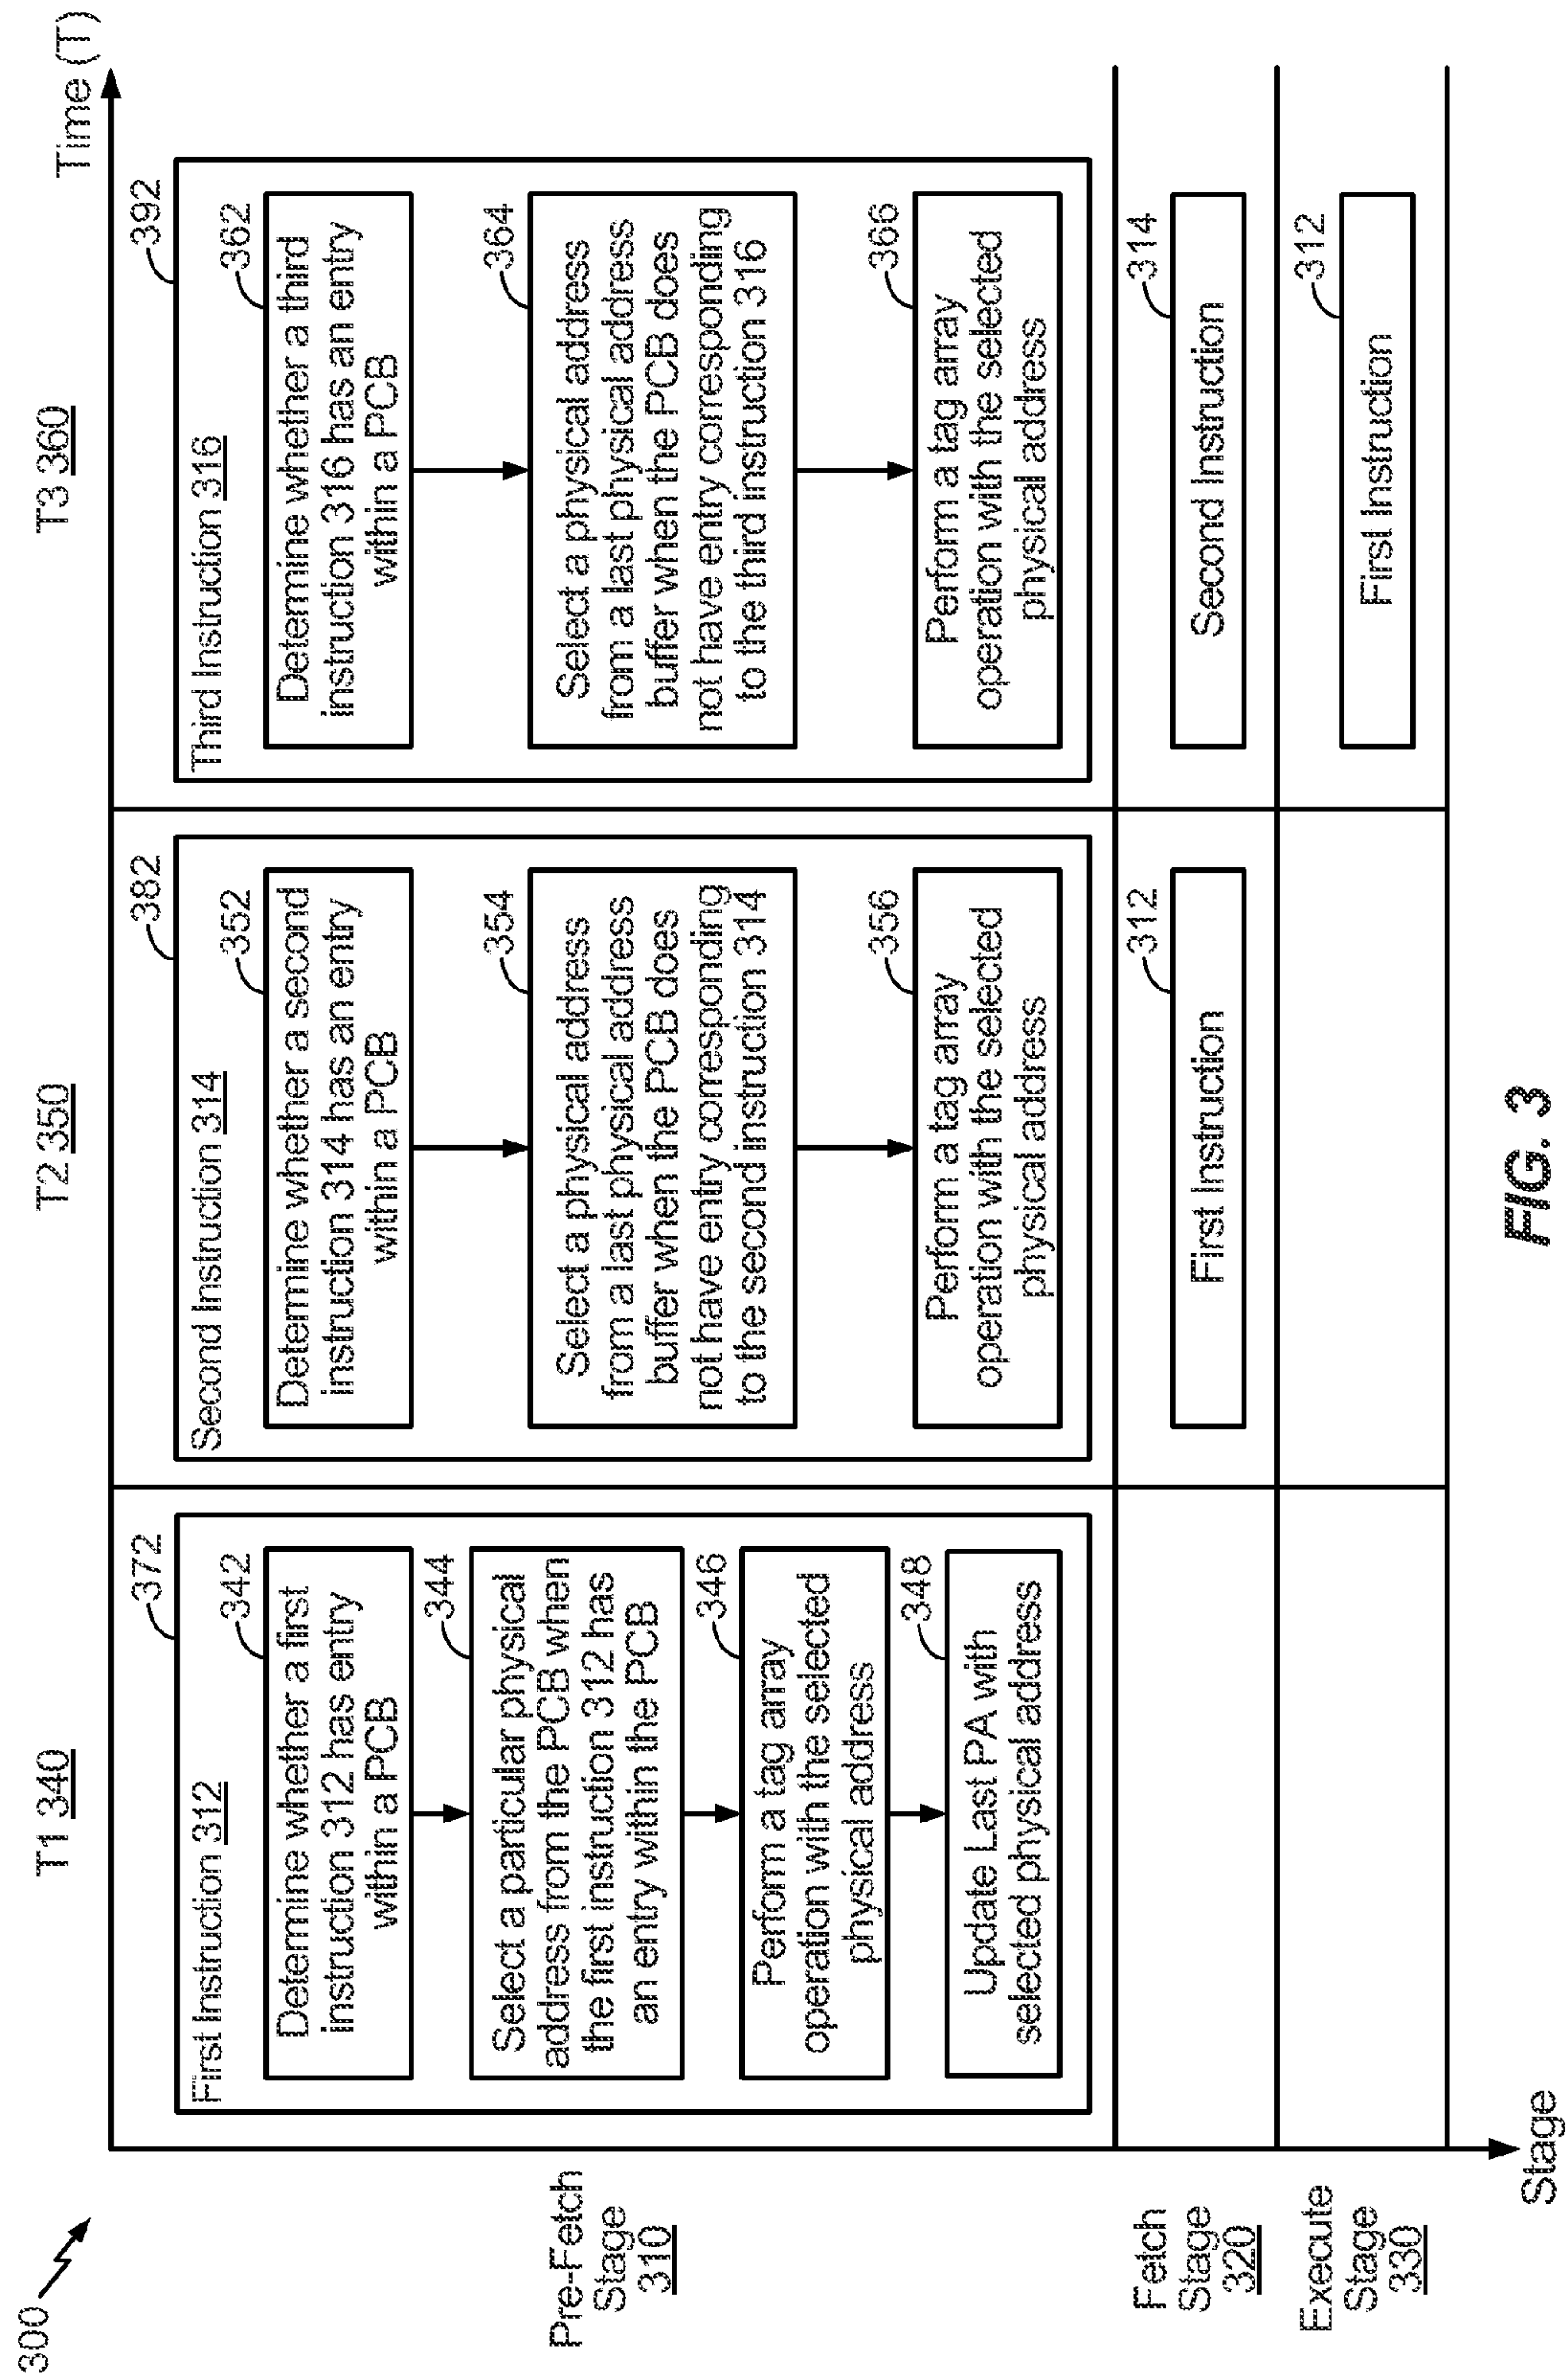 300
T1 340
T2 350
T3 360
Time (T)
Pre-Fetch
Stage
310
372
First Instruction 312
342
Determine whether a first
instruction 312 has entry
within a PCB
344
Select a particular physical
address from the PCB when
the first instruction 312 has
an entry within the PCB
346
Perform a tag array
operation with the selected
physical address
348
Update Last PA with
selected physical address
382
Second Instruction 314
352
Determine whether a second
instruction 314 has an entry
within a PCB
354
Select a physical address
from a last physical address
buffer when the PCB does
not have entry corresponding
to the second instruction 314
356
Perform a tag array
operation with the selected
physical address
392
Third Instruction 316
362
Determine whether a third
instruction 316 has an entry
within a PCB
364
Select a physical address
from a last physical address
buffer when the PCB does
not have entry corresponding
to the third instruction 316
366
Perform a tag array
operation with the selected
physical address
Fetch
Stage
320
312
First Instruction
314
Second Instruction
Execute
Stage
330
312
First Instruction
Stage
FIG. 3